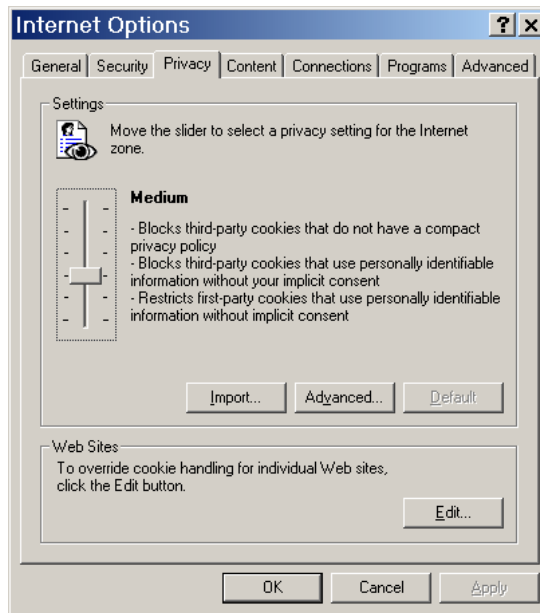 Internet Options
General Security Privacy Content Connections Programs Advanced
Settings
Move the slider to select a privacy setting for the Internet
zone.
Medium
- Blocks third-party cookies that do not have a compact
privacy policy
- Blocks third-party cookies that use personally identifiable
information without your implicit consent
- Restricts first-party cookies that use personally identifiable
information without implicit consent
Import... Advanced... Default
Web Sites
To override cookie handling for individual Web sites,
click the Edit button.
Edit...
OK Cancel Apply